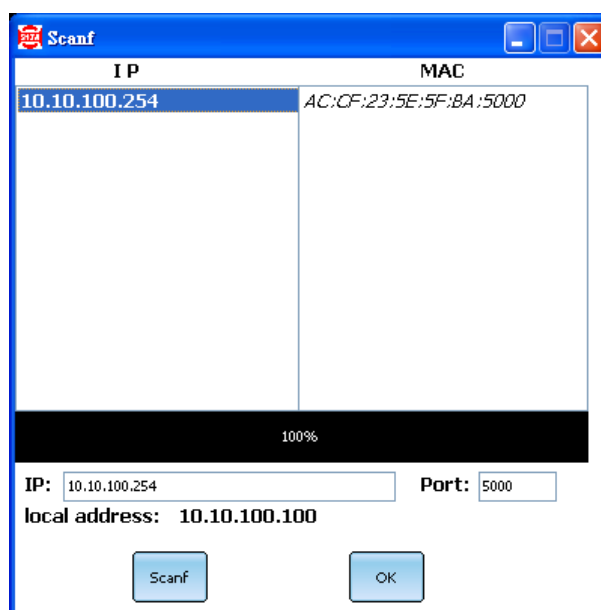 Scanf
I P MAC
10.10.100.254 AC:CF:23:5E:5F:BA:5000
100%
IP: 10.10.100.254 Port: 5000
local address: 10.10.100.100
Scanf OK